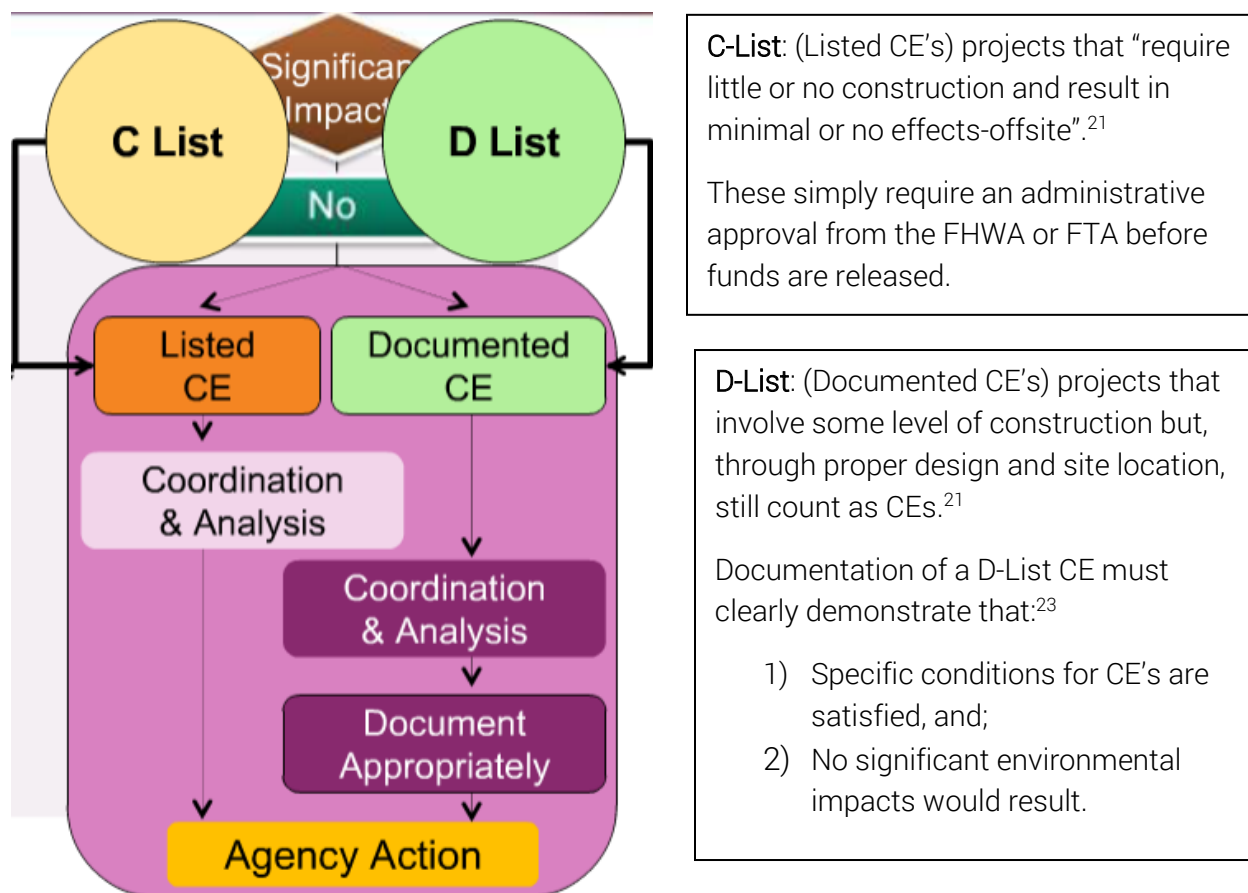 Significan
Impact
C List
D List
No
Listed
CE
Documented
CE
Coordination
& Analysis
Coordination
& Analysis
Document
Appropriately
Agency Action
C-List: (Listed CE's) projects that “require
little or no construction and result in
minimal or no effects-offsite”.21
These simply require an administrative
approval from the FHWA or FTA before
funds are released.
D-List: (Documented CE's) projects that
involve some level of construction but,
through proper design and site location,
still count as CEs.21
Documentation of a D-List CE must
clearly demonstrate that:23
1) Specific conditions for CE's are
satisfied, and;
2) No significant environmental
impacts would result.